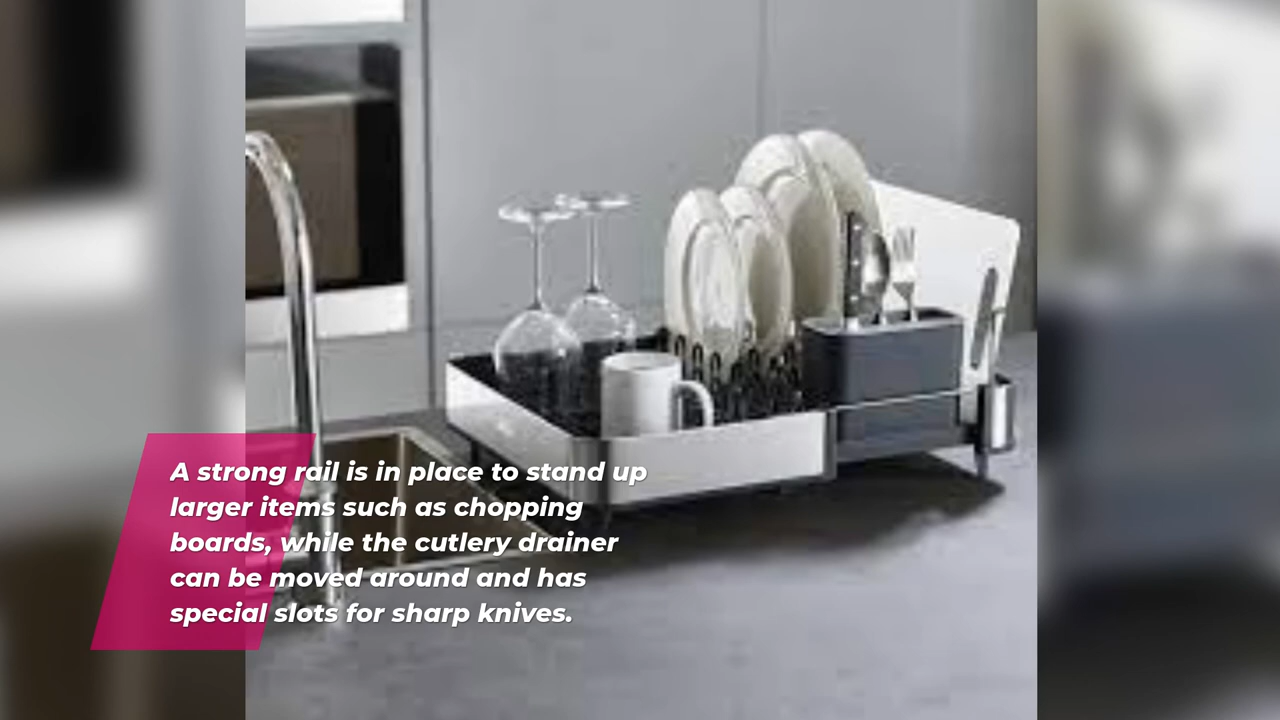 A strong rail is in place to stand up
larger items such as chopping
boards, while the cutlery drainer
can be moved around and has
special slots for sharp knives.